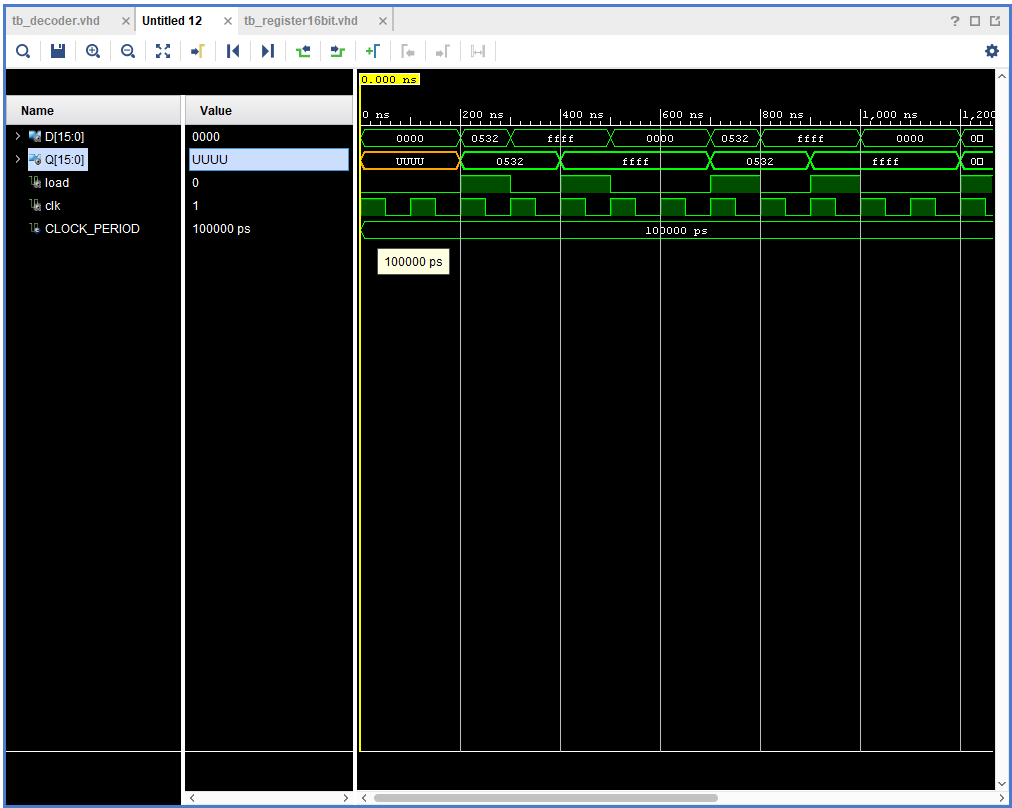 tb_decoder.vhd × Untitled 12 × tb_register16bit.vhd ×
?
0.000 ns
Name Value
0 ns 200 ns 400 ns 600 ns 800 ns 1,000 ns 1,200
D[15:0] 0000 0000 0532 ffff 0000 0532 ffff 0000 0□
Q[15:0] UUUU UUUU 0532 ffff 0532 ffff 0□
load 0
clk 1
CLOCK_PERIOD 100000 ps 100000 ps
100000 ps